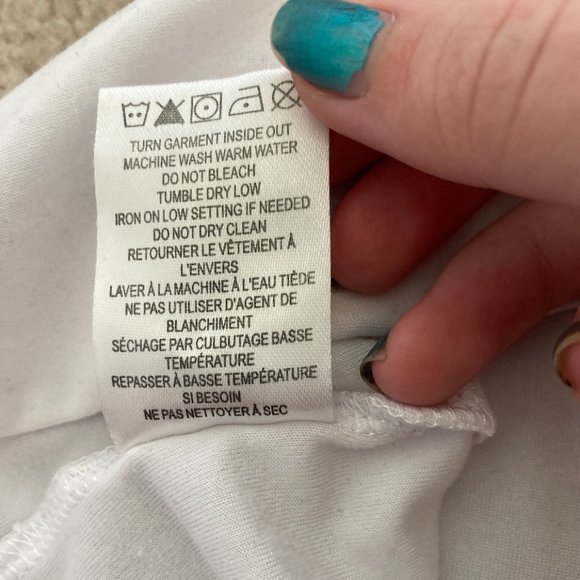 TURN GARMENT INSIDE OUT
MACHINE WASH WARM WATER
DO NOT BLEACH
TUMBLE DRY LOW
IRON ON LOW SETTING IF NEEDED
DO NOT DRY CLEAN
RETOURNER LE VÊTEMENT À
L'ENVERS
LAVER À LA MACHINE À L'EAU TIÈDE
NE PAS UTILISER D'AGENT DE
BLANCHIMENT
SÉCHAGE PAR CULBUTAGE BASSE
TEMPÉRATURE
REPASSER À BASSE TEMPÉRATURE
SI BESOIN
NE PAS NETTOYER À SEC